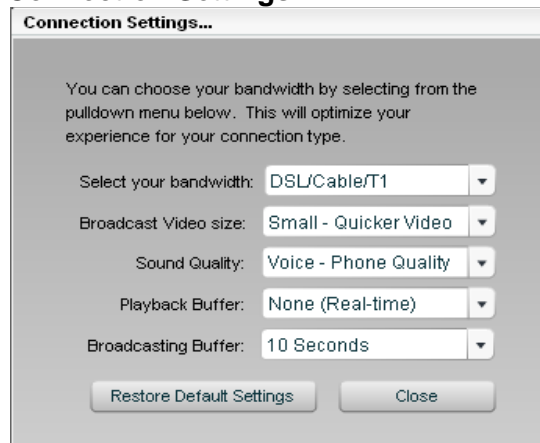 Connection Settings...
You can choose your bandwidth by selecting from the
pulldown menu below. This will optimize your
experience for your connection type.
Select your bandwidth: DSL/Cable/T1
Broadcast Video size: Small - Quicker Video
Sound Quality: Voice - Phone Quality
Playback Buffer: None (Real-time)
Broadcasting Buffer: 10 Seconds
Restore Default Settings Close